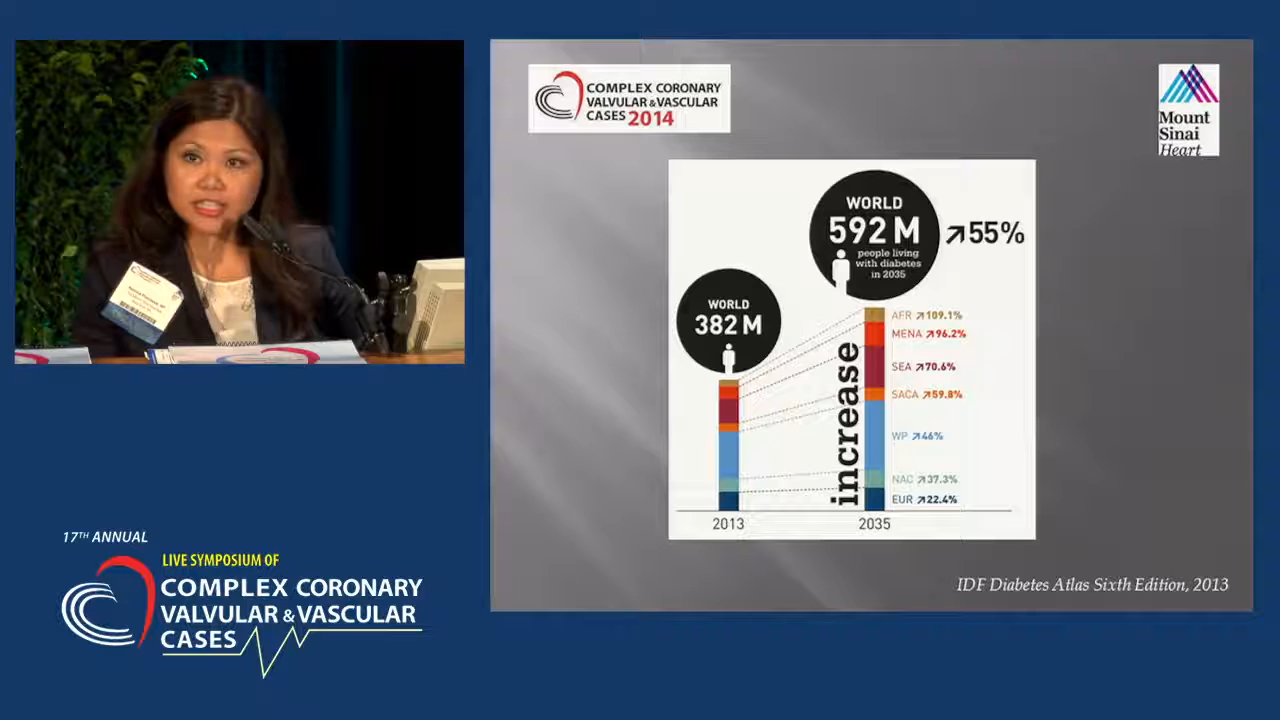 COMPLEX CORONARY
VALVULAR & VASCULAR
CASES 2014
Mount
Sinai
Heart
WORLD
592 M
people living
with diabetes
in 2035
↗55%
WORLD
382 M
increase
AFR ↗109.1%
MENA ↗96.2%
SEA ↗70.6%
SACA ↗59.8%
WP ↗46%
NAC ↗37.3%
EUR ↗22.4%
2013
2035
IDF Diabetes Atlas Sixth Edition, 2013
17TH ANNUAL
LIVE SYMPOSIUM OF
COMPLEX CORONARY
VALVULAR & VASCULAR
CASES